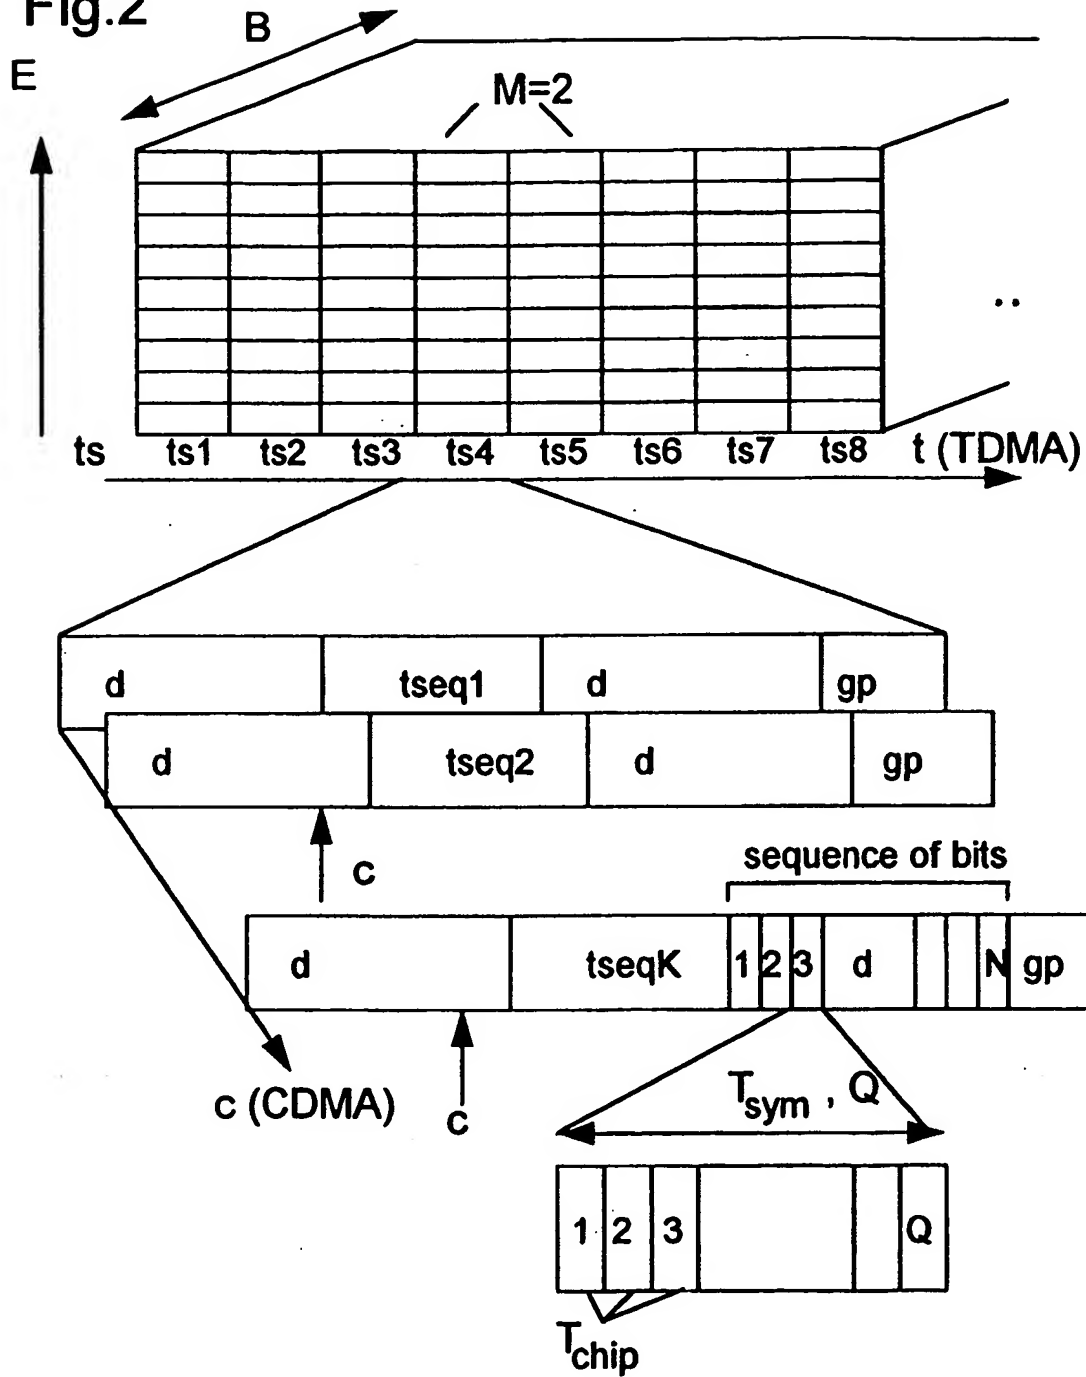 Fig.2
B
E
M=2
..
ts ts1 ts2 ts3 ts4 ts5 ts6 ts7 ts8 t (TDMA)
d tseq1 d gp
d tseq2 d gp
c
sequence of bits
d tseqK 1 2 3 d N gp
c (CDMA)
c
Tsym , Q
1 2 3 Q
Tchip